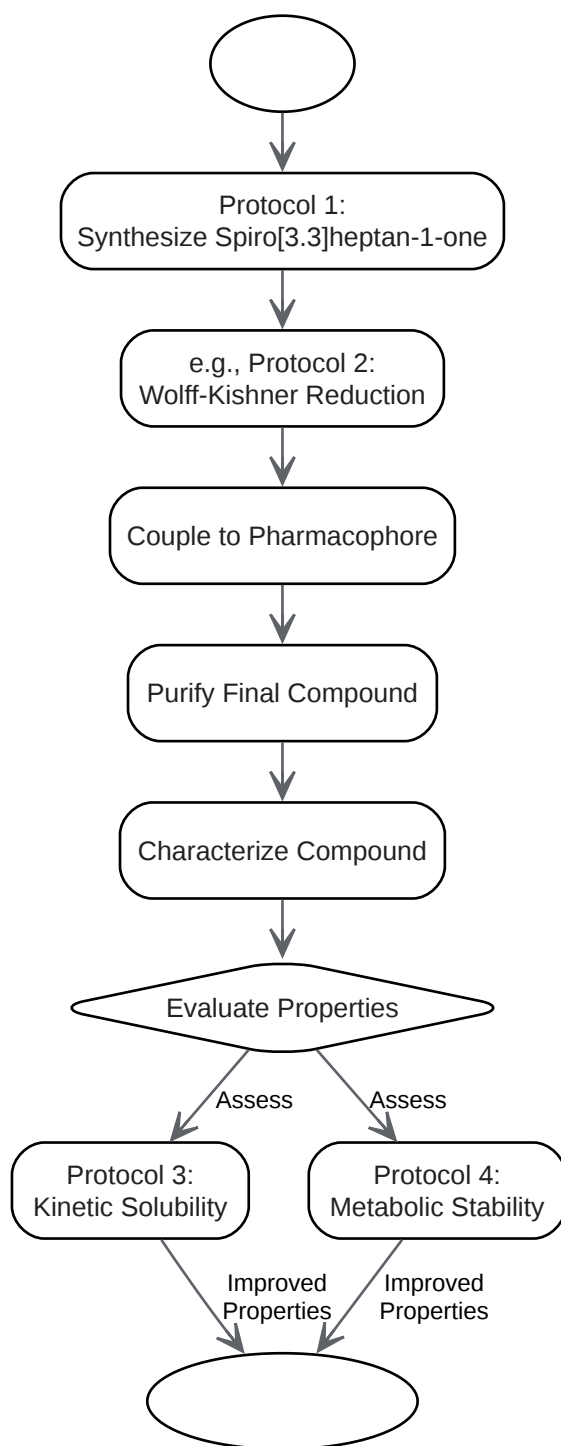 Protocol 1:
Synthesize Spiro[3.3]heptan-1-one
e.g., Protocol 2:
Wolff-Kishner Reduction
Couple to Pharmacophore
Purify Final Compound
Characterize Compound
Evaluate Properties
Assess
Assess
Protocol 3:
Kinetic Solubility
Protocol 4:
Metabolic Stability
Improved
Properties
Improved
Properties